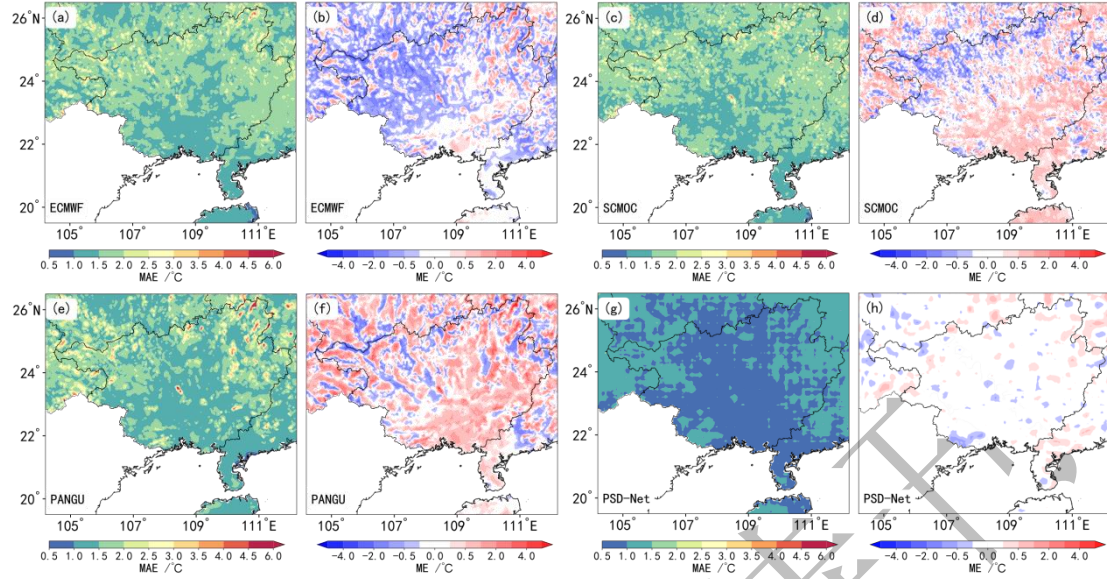 (a) (b) (c) (d)
26°N 24° 22° 20°
ECMWF ECMWF SCMOC SCMOC
105 107 109 111 E 105 107 109 111 E 105 107 109 111 E 105 107 109 111 E
0.5 1.0 1.5 2.0 2.5 3.0 3.5 4.0 4.5 6.0 −4.0 −2.0 −0.5 0.0 0.5 2.0 4.0 0.5 1.0 1.5 2.0 2.5 3.0 3.5 4.0 4.5 6.0 −4.0 −2.0 −0.5 0.0 0.5 2.0 4.0
MAE /℃ ME /℃ MAE /℃ ME /℃
(e) (f) (g) (h)
26°N 24° 22° 20°
PANGU PANGU PSD-Net PSD-Net
105 107 109 111 E 105 107 109 111 E 105 107 109 111 E 105 107 109 111 E
0.5 1.0 1.5 2.0 2.5 3.0 3.5 4.0 4.5 6.0 −4.0 −2.0 −0.5 0.0 0.5 2.0 4.0 0.5 1.0 1.5 2.0 2.5 3.0 3.5 4.0 4.5 6.0 −4.0 −2.0 −0.5 0.0 0.5 2.0 4.0
MAE /℃ ME /℃ MAE /℃ ME /℃